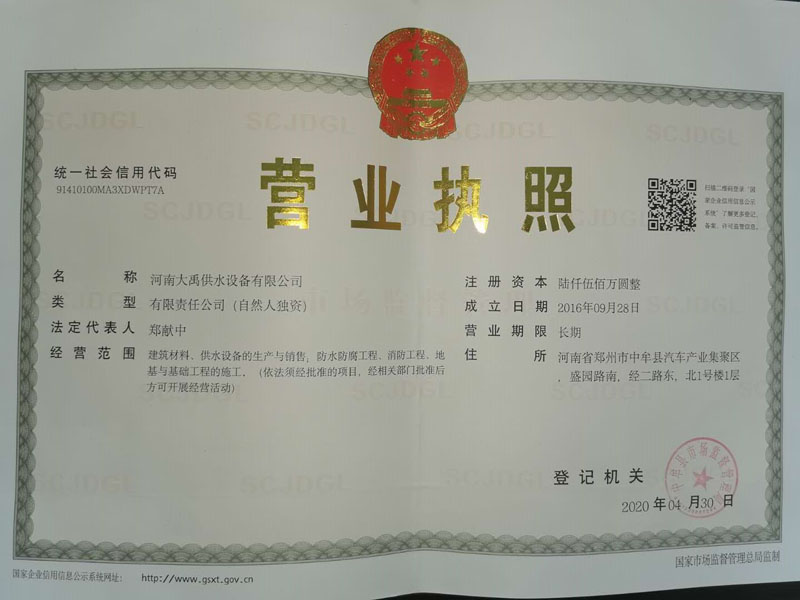 营业执照
统一社会信用代码
91410100MA3XDWPT7A
扫描二维码登录“国
家企业信用信息公示
系统”了解更多登记、
备案、许可监管信息。
名称 河南大禹供水设备有限公司
类型 有限责任公司（自然人独资）
法定代表人 郑献中
经营范围 建筑材料、供水设备的生产与销售，防水防腐工程、消防工程、地
基与基础工程的施工。（依法须经批准的项目，经相关部门批准后
方可开展经营活动）
注册资本 陆仟伍佰万圆整
成立日期 2016年09月28日
营业期限 长期
住所 河南省郑州市中牟县汽车产业集聚区
，盛园路南，经二路东，北1号楼1层
登记机关
2020年04月30日
国家企业信用信息公示系统网址： http://www.gsxt.gov.cn
国家市场监督管理总局监制